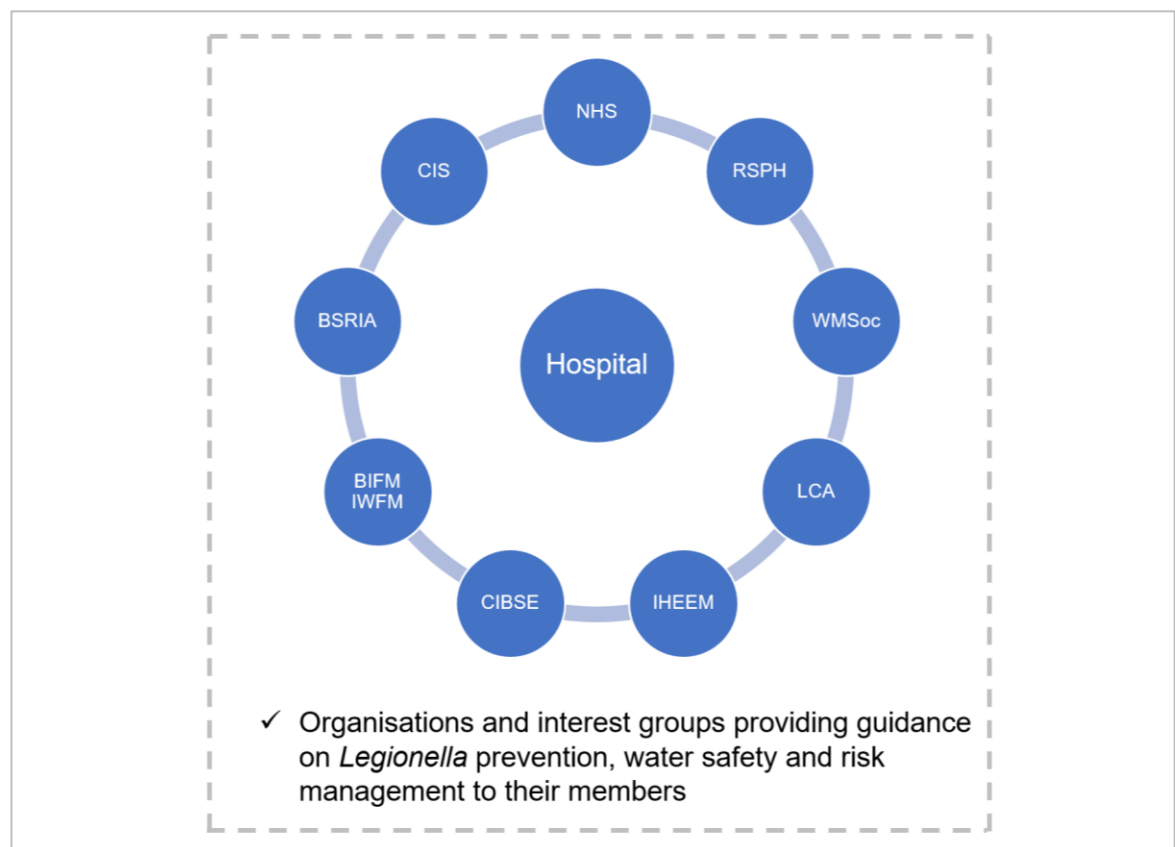 NHS
RSPH
WMSoc
LCA
IHEEM
CIBSE
BIFM
IWFM
BSRIA
CIS
Hospital
✓ Organisations and interest groups providing guidance
on Legionella prevention, water safety and risk
management to their members